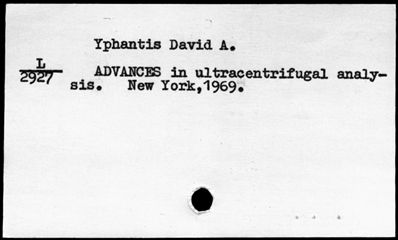 Yphantis David A.
L
2927
ADVANCES in ultracentrifugal analy-
sis. New York,1969.